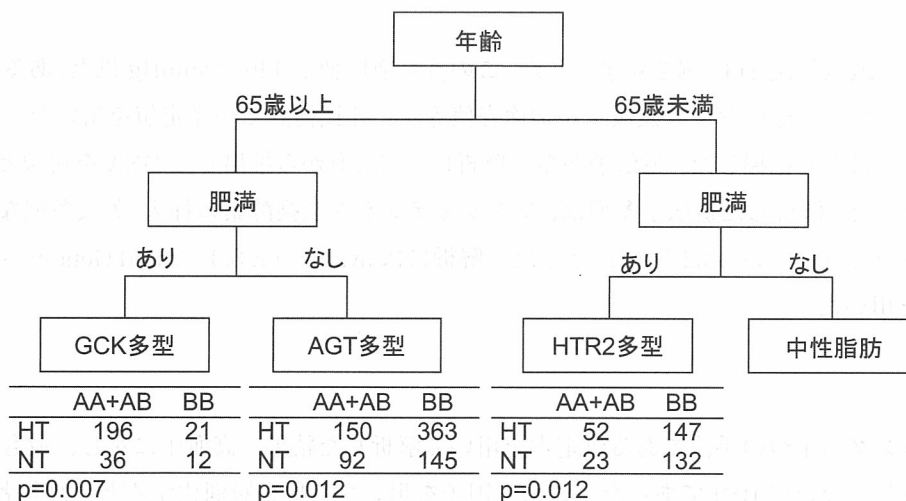 年齢
65歳以上 65歳未満
肥満 肥満
あり なし あり なし
GCK多型 AGT多型 HTR2多型 中性脂肪
AA+AB BB AA+AB BB AA+AB BB
HT 196 21 HT 150 363 HT 52 147
NT 36 12 NT 92 145 NT 23 132
p=0.007 p=0.012 p=0.012